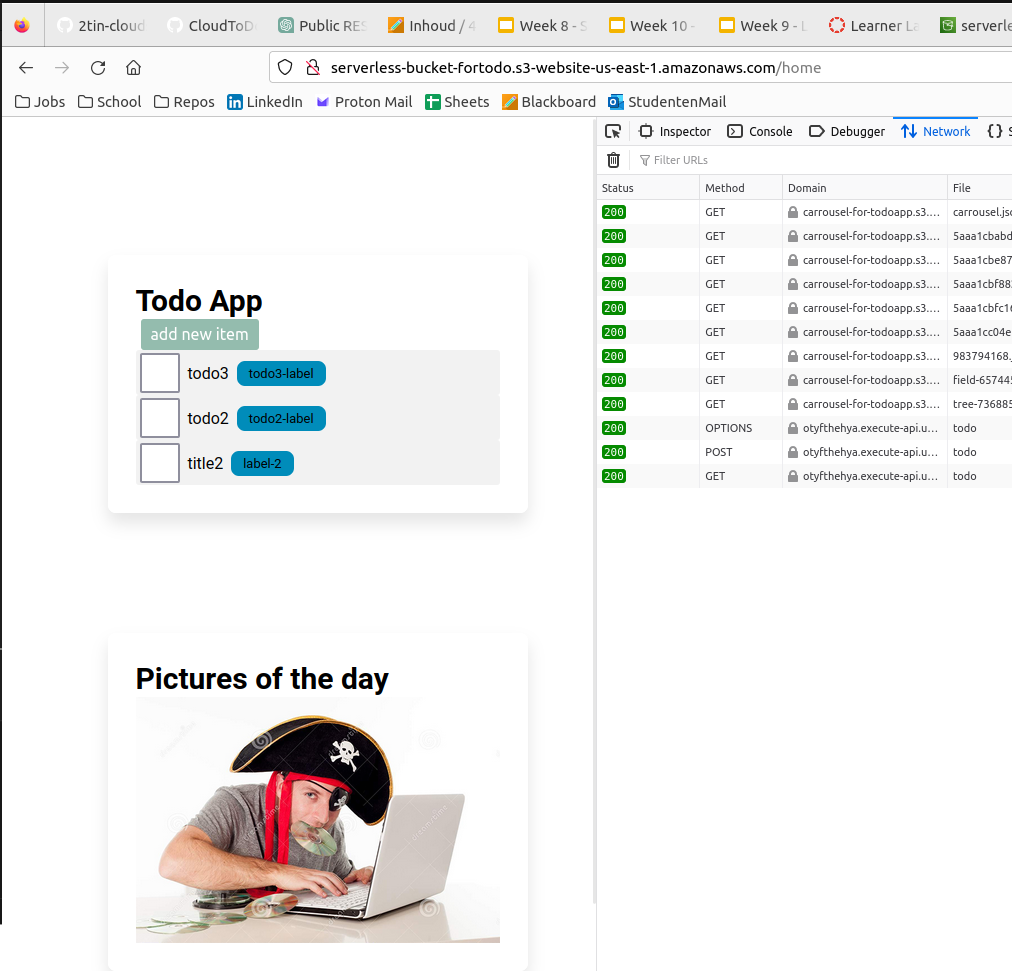 2tin-cloud CloudToD Public RES Inhoud / 4 Week 8 - S Week 10 - Week 9 - L Learner La serverle
serverless-bucket-fortodo.s3-website-us-east-1.amazonaws.com/home
Jobs School Repos LinkedIn Proton Mail Sheets Blackboard StudentenMail
Inspector Console Debugger Network S
Filter URLs
Status Method Domain File
200 GET carrousel-for-todoapp.s3.… carrousel.jso
200 GET carrousel-for-todoapp.s3.… 5aaa1cbabd
200 GET carrousel-for-todoapp.s3.… 5aaa1cbe87
200 GET carrousel-for-todoapp.s3.… 5aaa1cbf88
200 GET carrousel-for-todoapp.s3.… 5aaa1cbfc16
200 GET carrousel-for-todoapp.s3.… 5aaa1cc04e
200 GET carrousel-for-todoapp.s3.… 983794168.
200 GET carrousel-for-todoapp.s3.… field-657445
200 GET carrousel-for-todoapp.s3.… tree-736885
200 OPTIONS otyfthehya.execute-api.u… todo
200 POST otyfthehya.execute-api.u… todo
200 GET otyfthehya.execute-api.u… todo
Todo App
add new item
todo3 todo3-label
todo2 todo2-label
title2 label-2
Pictures of the day